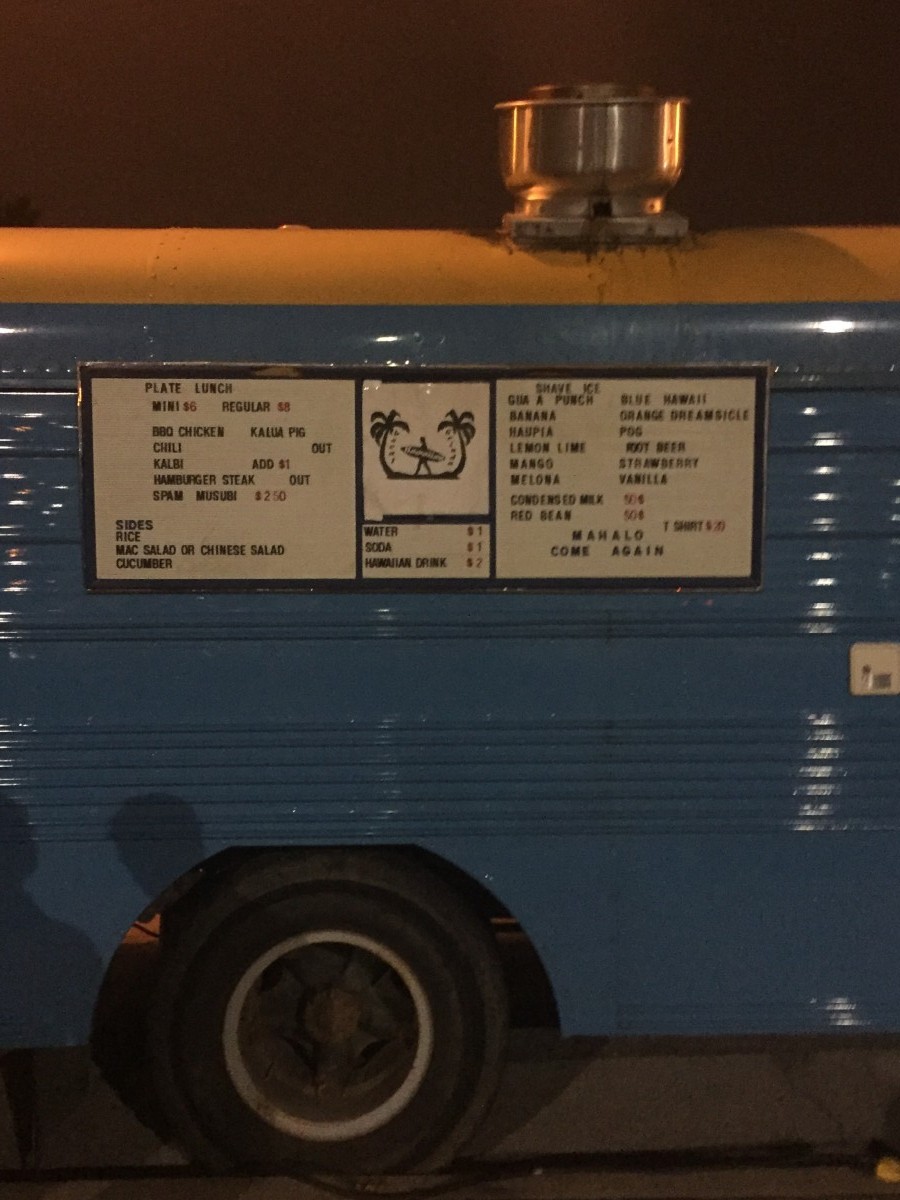 PLATE LUNCH
MINI $6 REGULAR $8
BBQ CHICKEN KALUA PIG
CHILI OUT
KALBI ADD $1
HAMBURGER STEAK OUT
SPAM MUSUBI $2 50
SIDES
RICE
MAC SALAD OR CHINESE SALAD
CUCUMBER
WATER $1
SODA $1
HAWAIIAN DRINK $2
SHAVE ICE
GUA A PUNCH BLUE HAWAII
BANANA ORANGE DREAMSICLE
HAUPIA POG
LEMON LIME ROOT BEER
MANGO STRAWBERRY
MELONA VANILLA
CONDENSED MILK 50¢
RED BEAN 50¢
T SHIRT $20
MAHALO
COME AGAIN